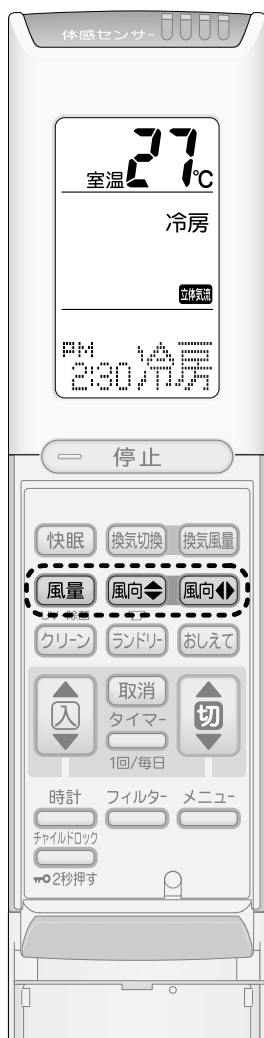 体感センサー
室温27℃
冷房
立体気流
PM 冷房
2:30
停止
快眠 換気切換 換気風量
風量 風向 風向
クリーン ランドリー おしえて
入 取消 切
タイマー
1回/毎日
時計 フィルター メニュー
チャイルドロック
2秒押す